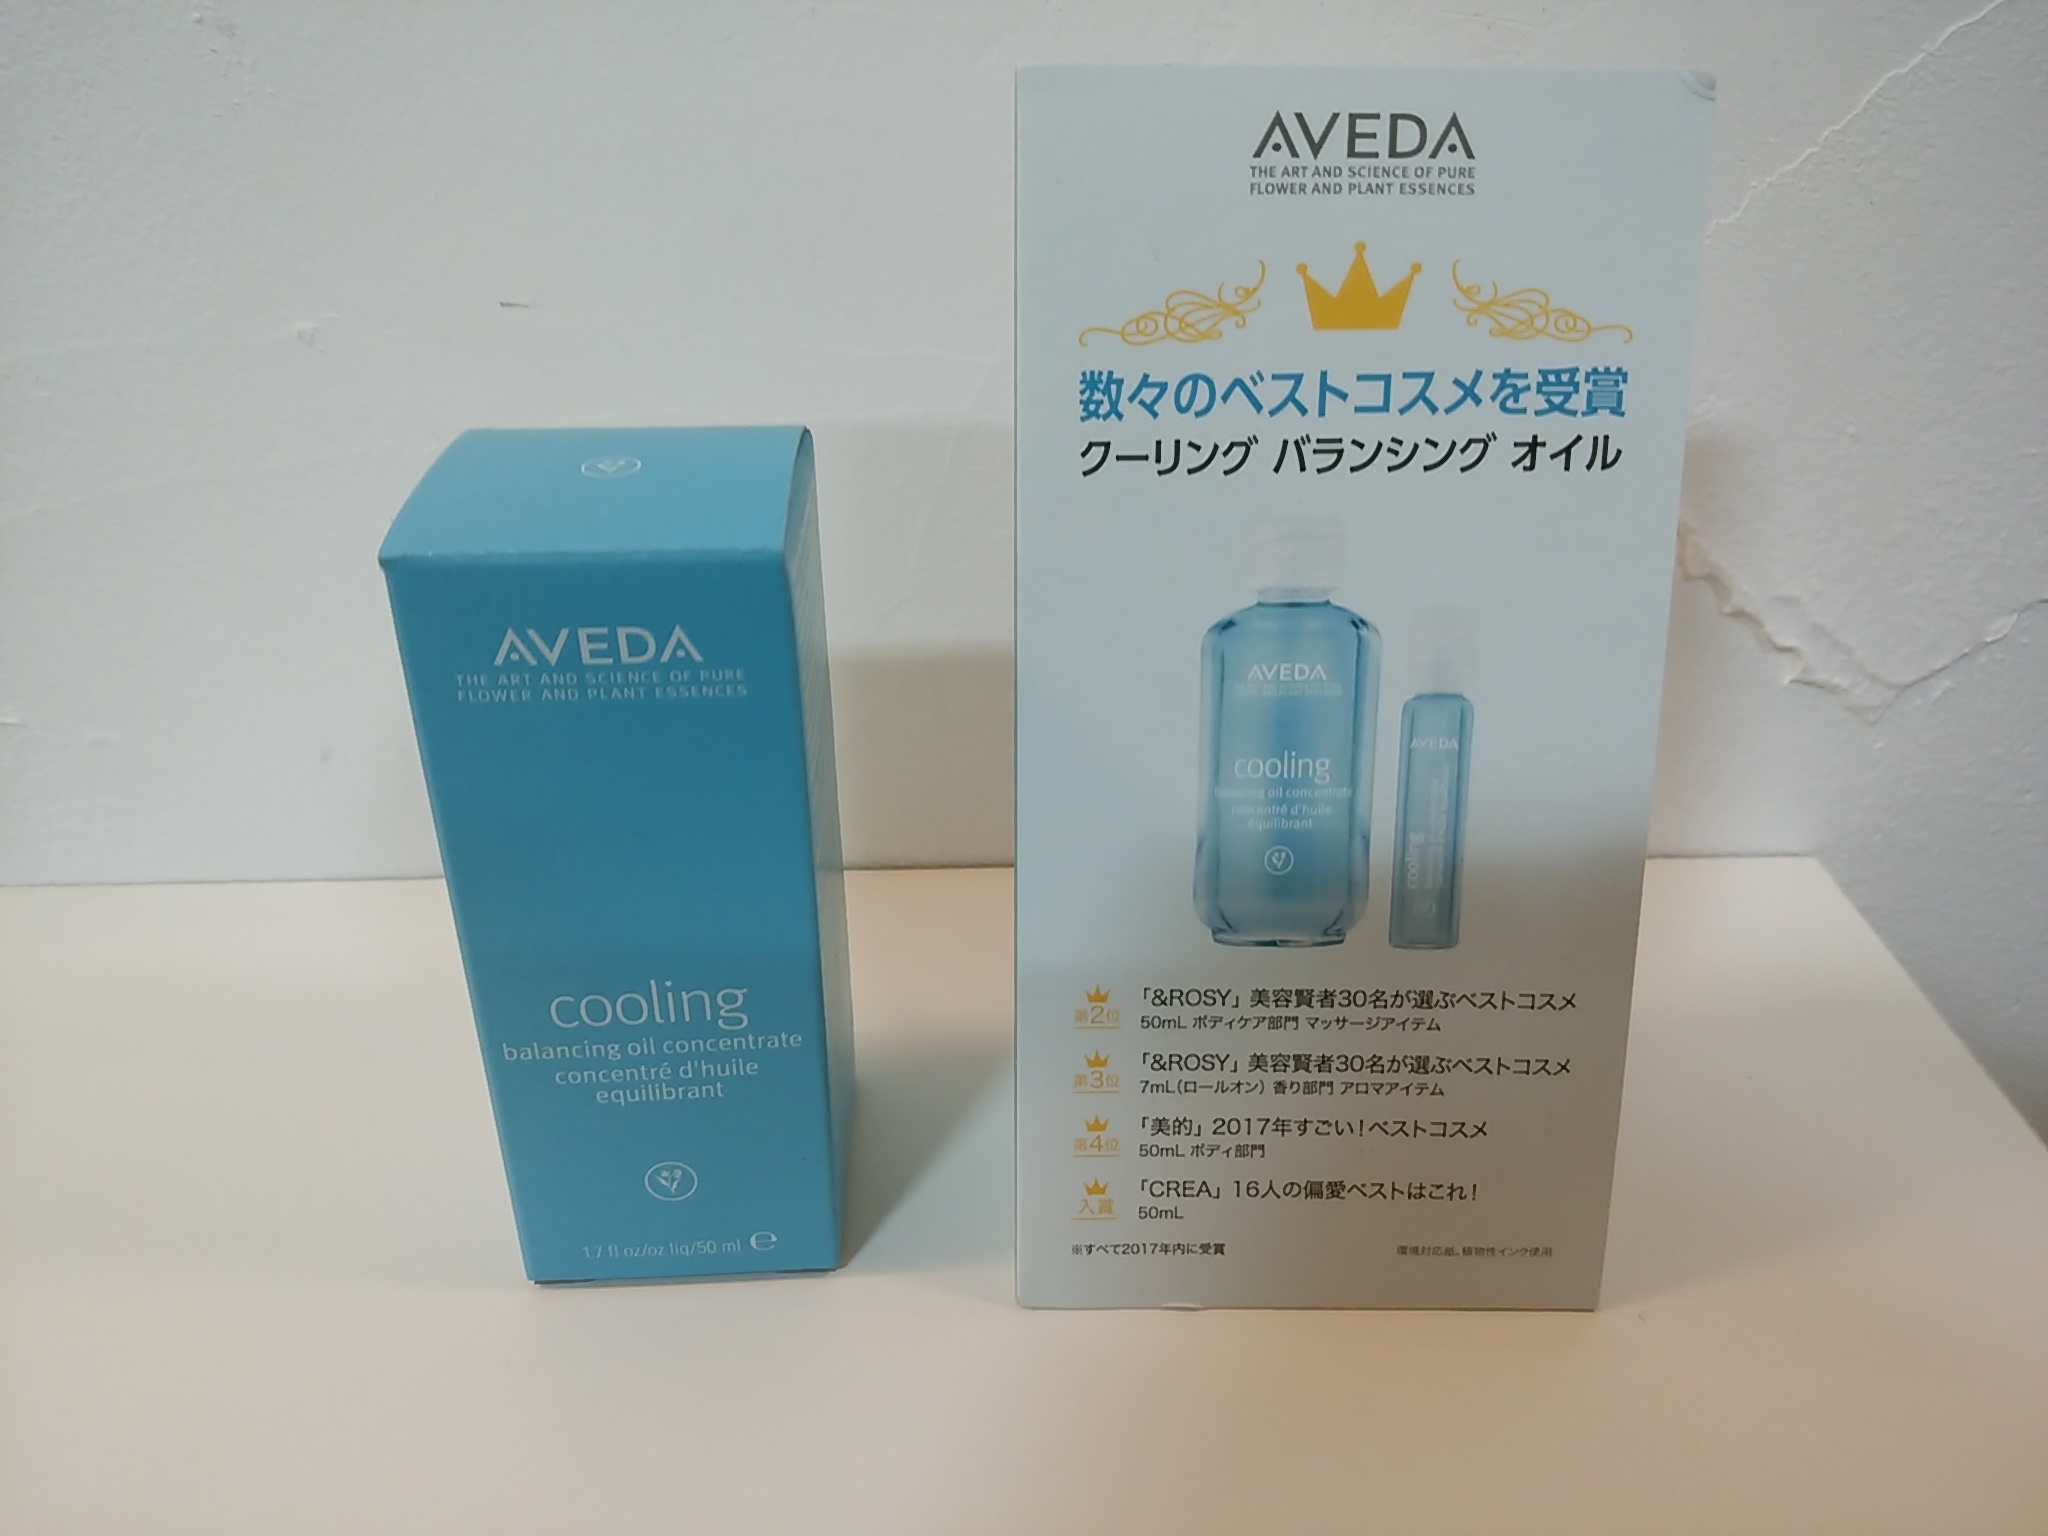 AVEDA
THE ART AND SCIENCE OF PURE
FLOWER AND PLANT ESSENCES
cooling
balancing oil concentrate
concentré d'huile
equilibrant
1.7 fl oz/oz liq/50 ml e
AVEDA
THE ART AND SCIENCE OF PURE
FLOWER AND PLANT ESSENCES
数々のベストコスメを受賞
クーリング バランシング オイル
AVEDA
THE ART AND SCIENCE OF PURE
FLOWER AND PLANT ESSENCES
cooling
balancing oil concentrate
concentré d'huile
equilibrant
AVEDA
cooling
第2位 「&ROSY」美容賢者30名が選ぶベストコスメ
50mL ボディケア部門 マッサージアイテム
第3位 「&ROSY」美容賢者30名が選ぶベストコスメ
7mL（ロールオン）香り部門 アロマアイテム
第4位 「美的」2017年すごい！ベストコスメ
50mL ボディ部門
入賞 「CREA」16人の偏愛ベストはこれ！
50mL
※すべて2017年内に受賞
環境対応紙、植物性インク使用